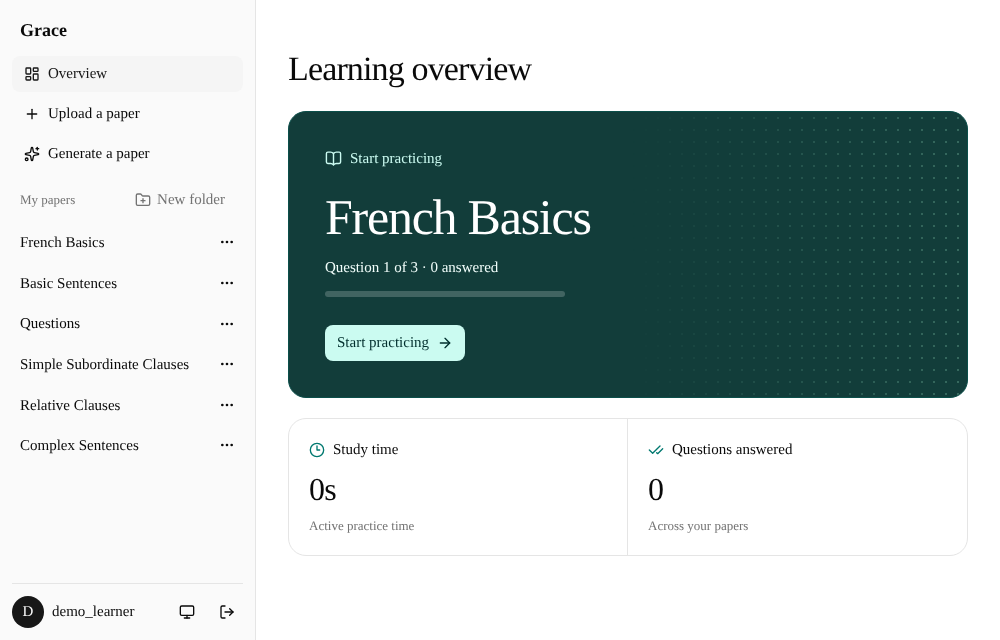 Grace
Overview
Upload a paper
Generate a paper
My papers
New folder
French Basics
Basic Sentences
Questions
Simple Subordinate Clauses
Relative Clauses
Complex Sentences
D
demo_learner
Learning overview
Start practicing
French Basics
Question 1 of 3 · 0 answered
Start practicing
Study time
0s
Active practice time
Questions answered
0
Across your papers